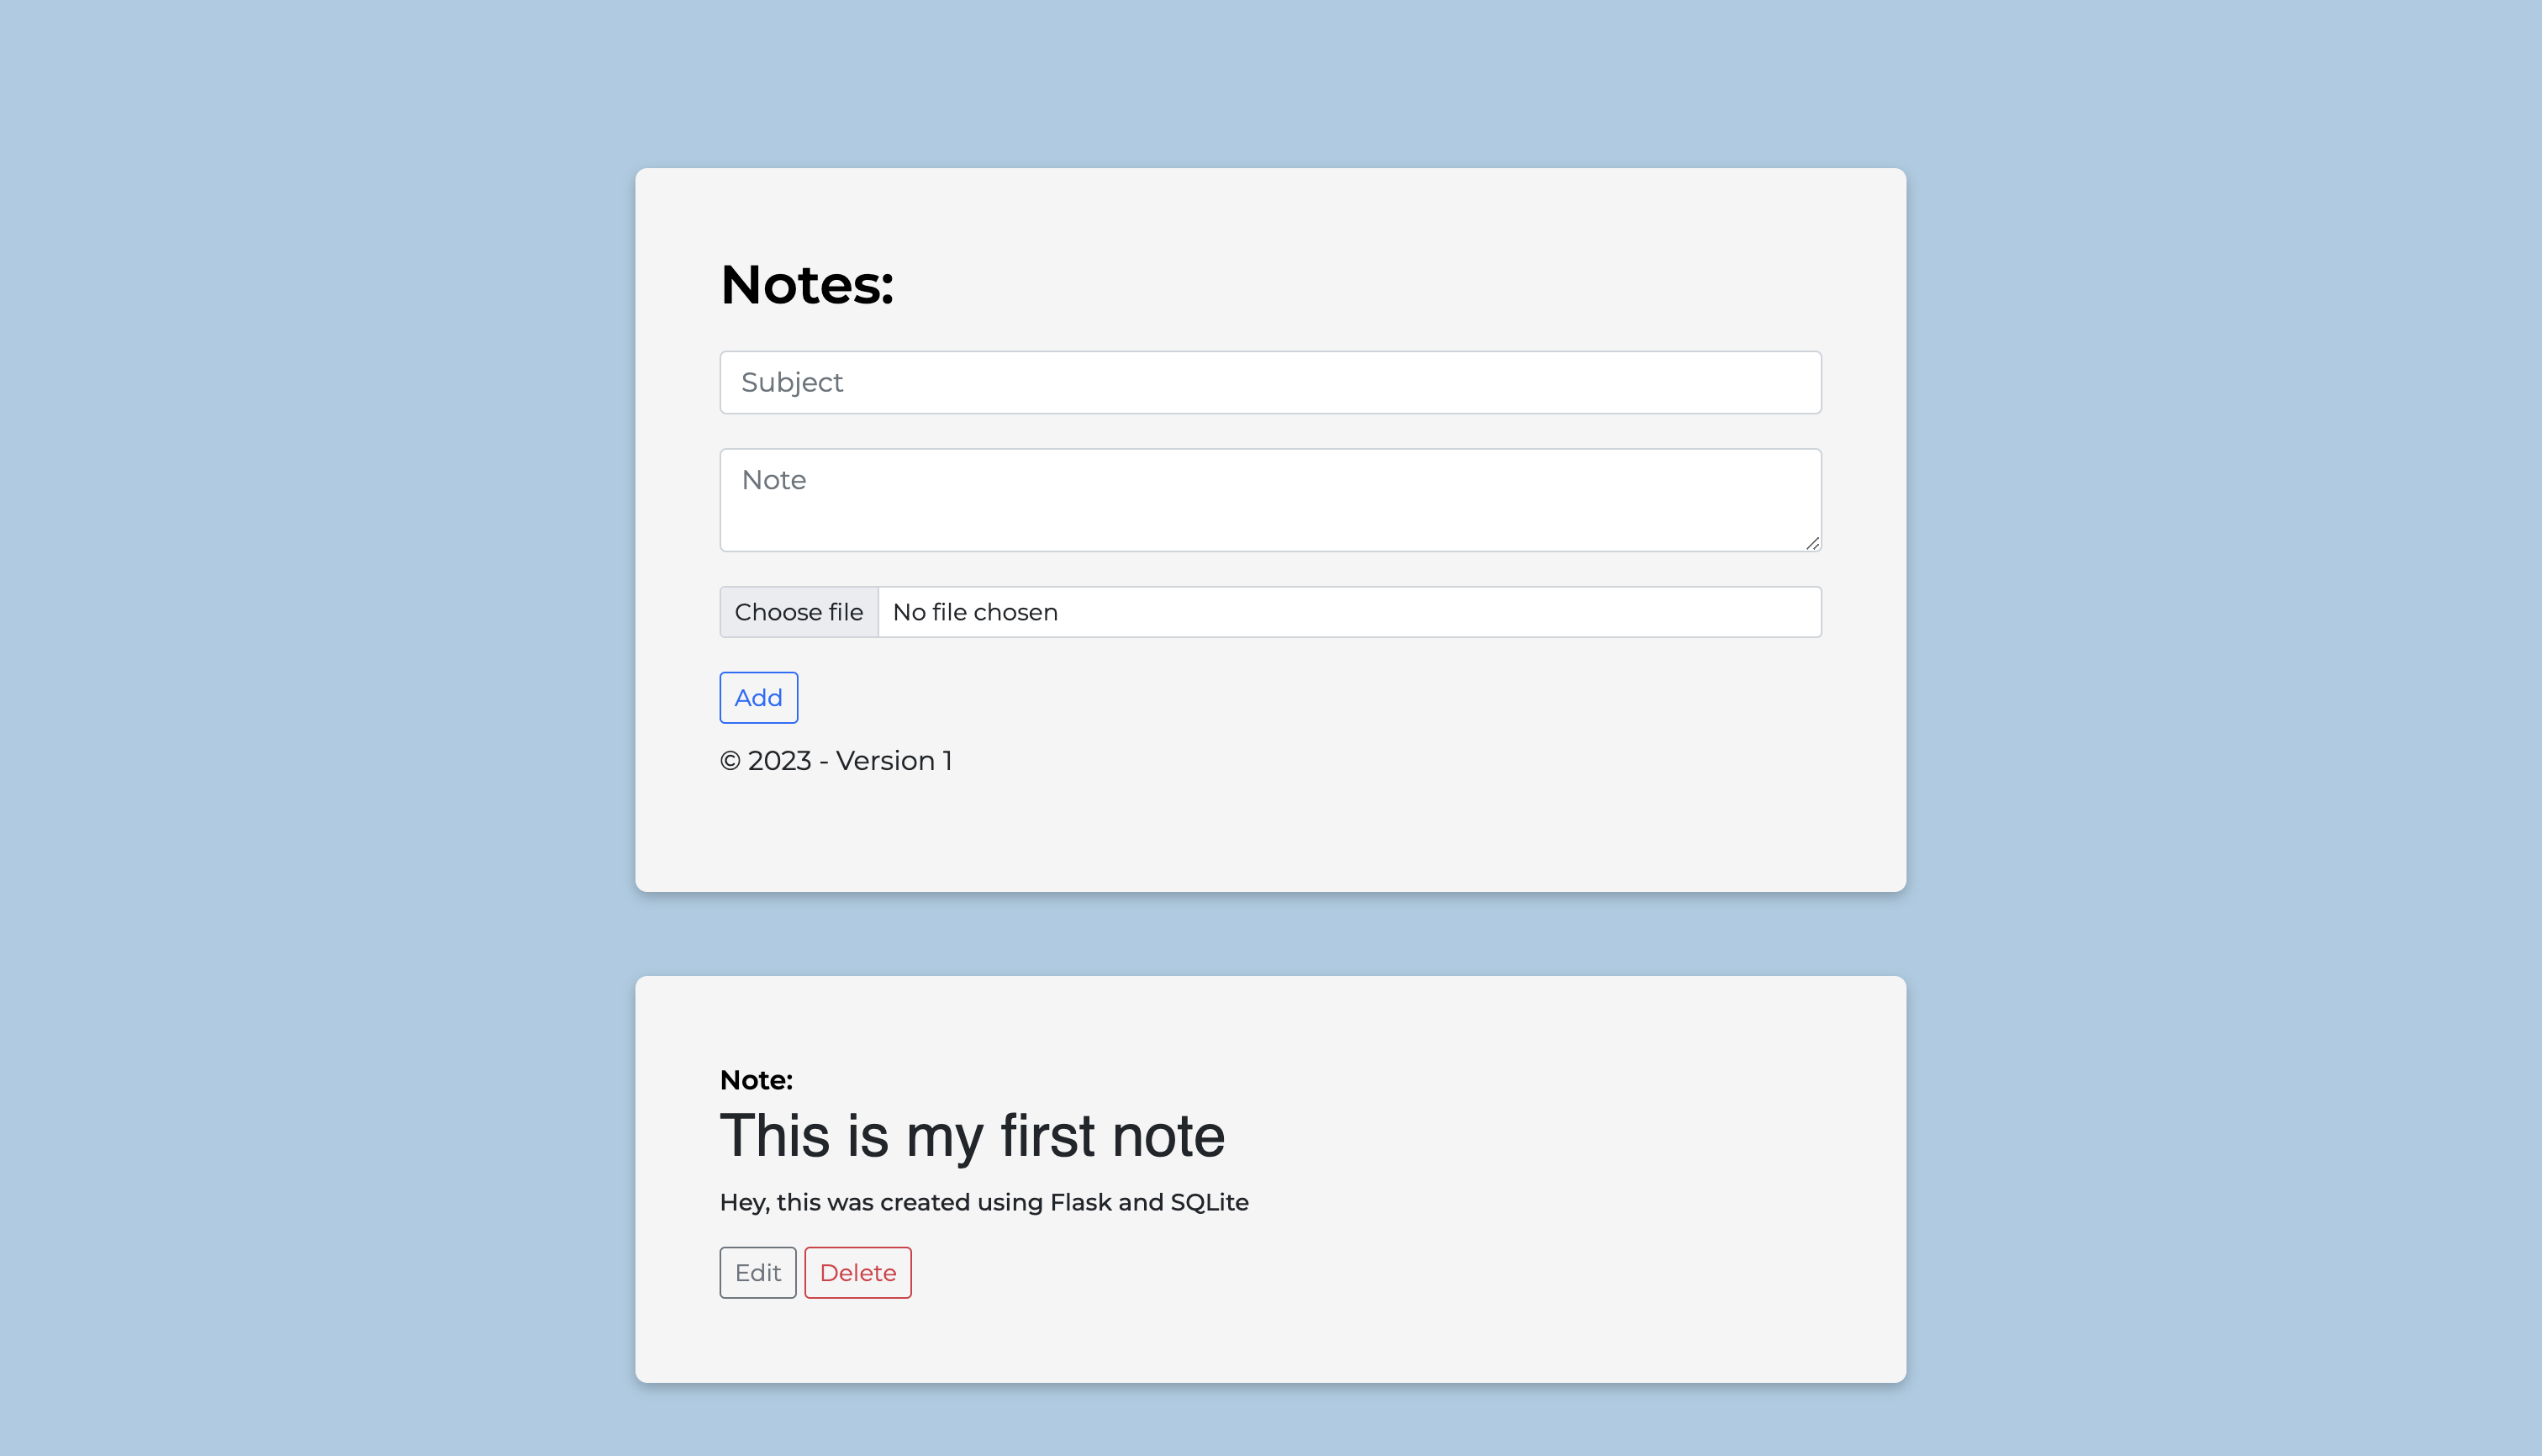 Notes:
Subject
Note
Choose file No file chosen
Add
© 2023 - Version 1
Note:
This is my first note
Hey, this was created using Flask and SQLite
Edit Delete